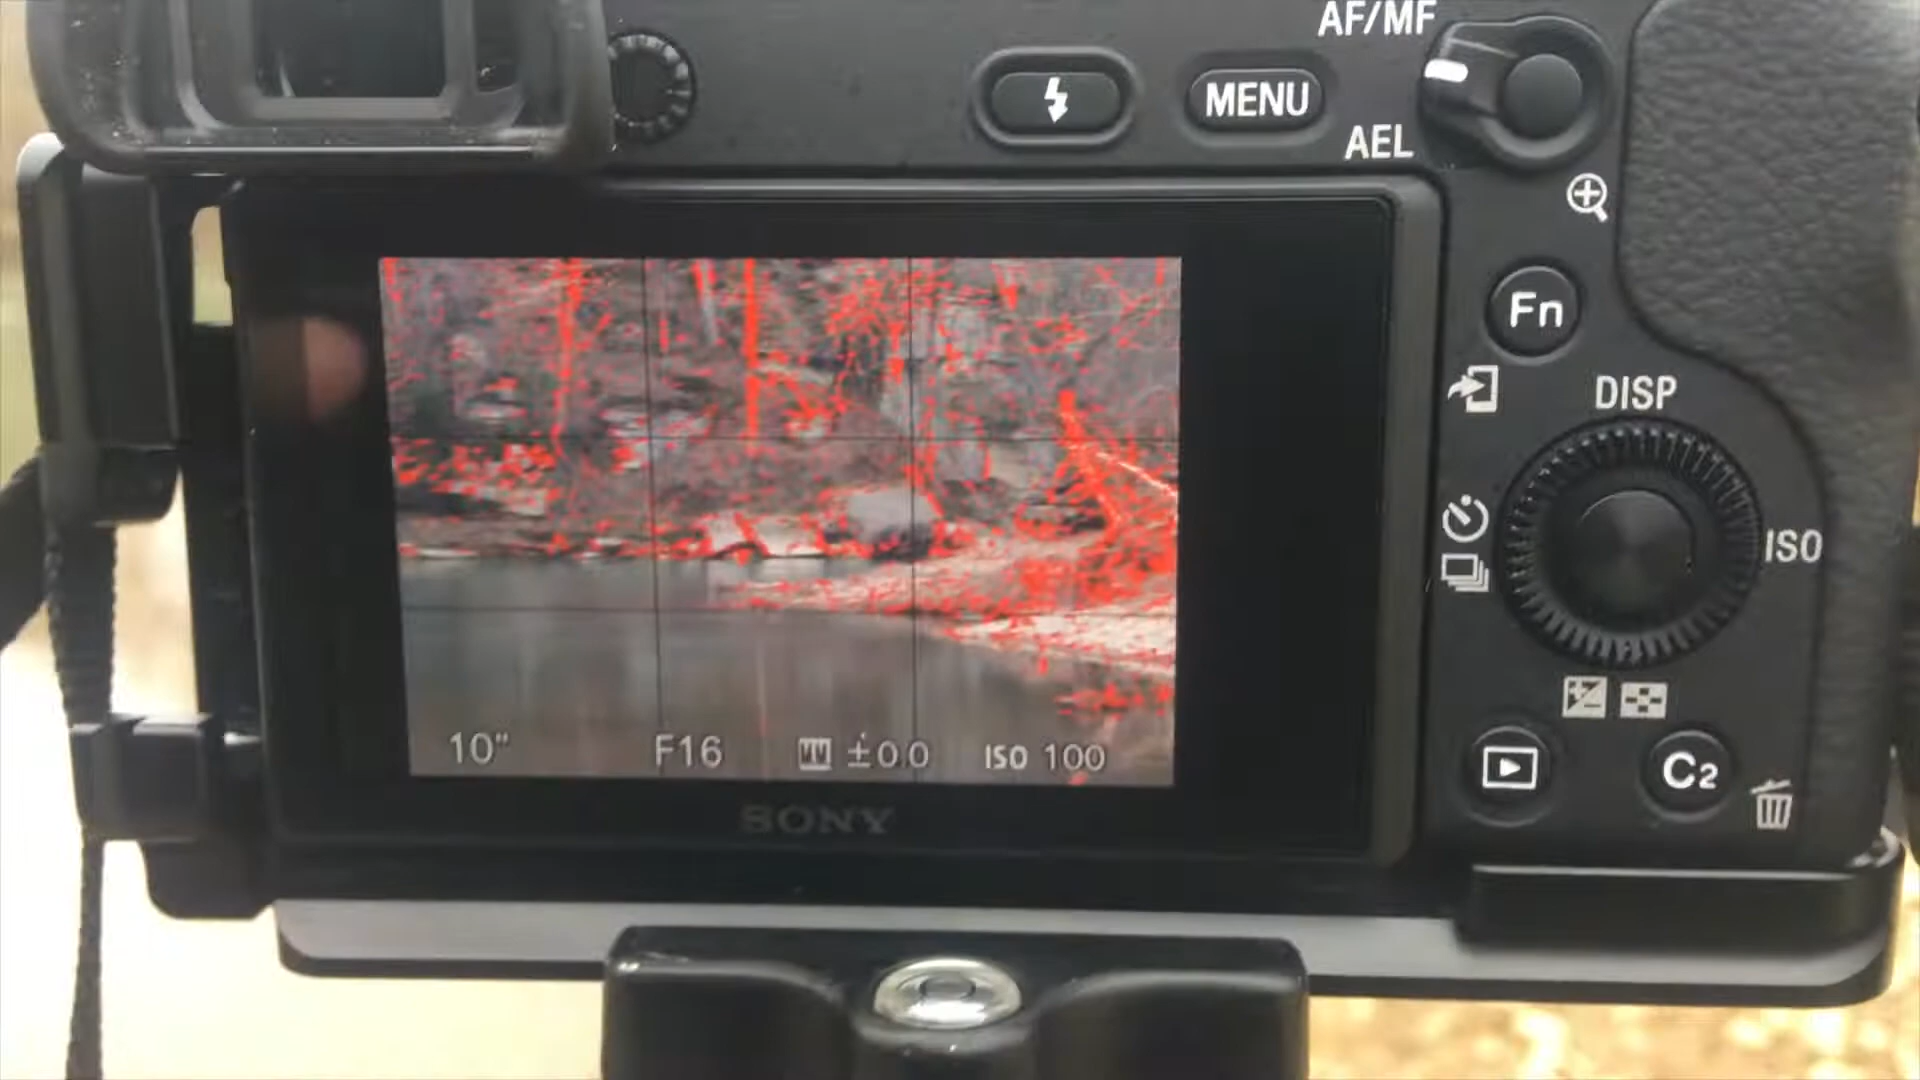 AF/MF
MENU
AEL
Fn
DISP
ISO
10" F16 ±0.0 ISO 100
C2
SONY